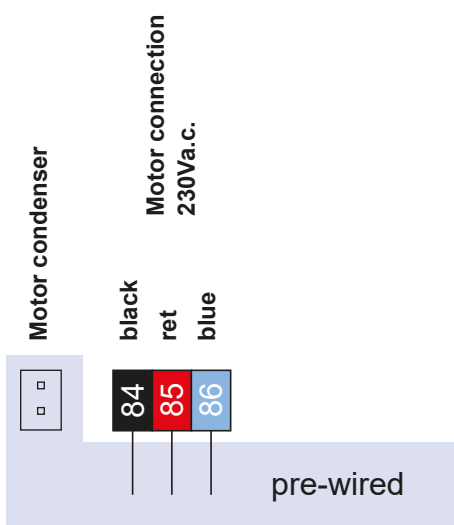 Motor condenser
Motor connection
230Va.c.
black
ret
blue
84
85
86
pre-wired